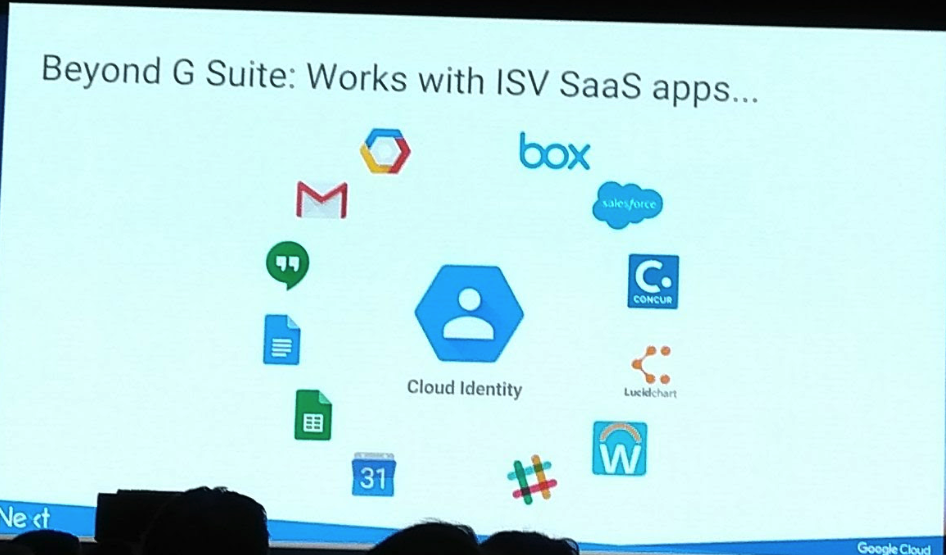 Beyond G Suite: Works with ISV SaaS apps...
box
salesforce
C.
CONCUR
Cloud Identity
Lucidchart
W
31
Next
Google Cloud